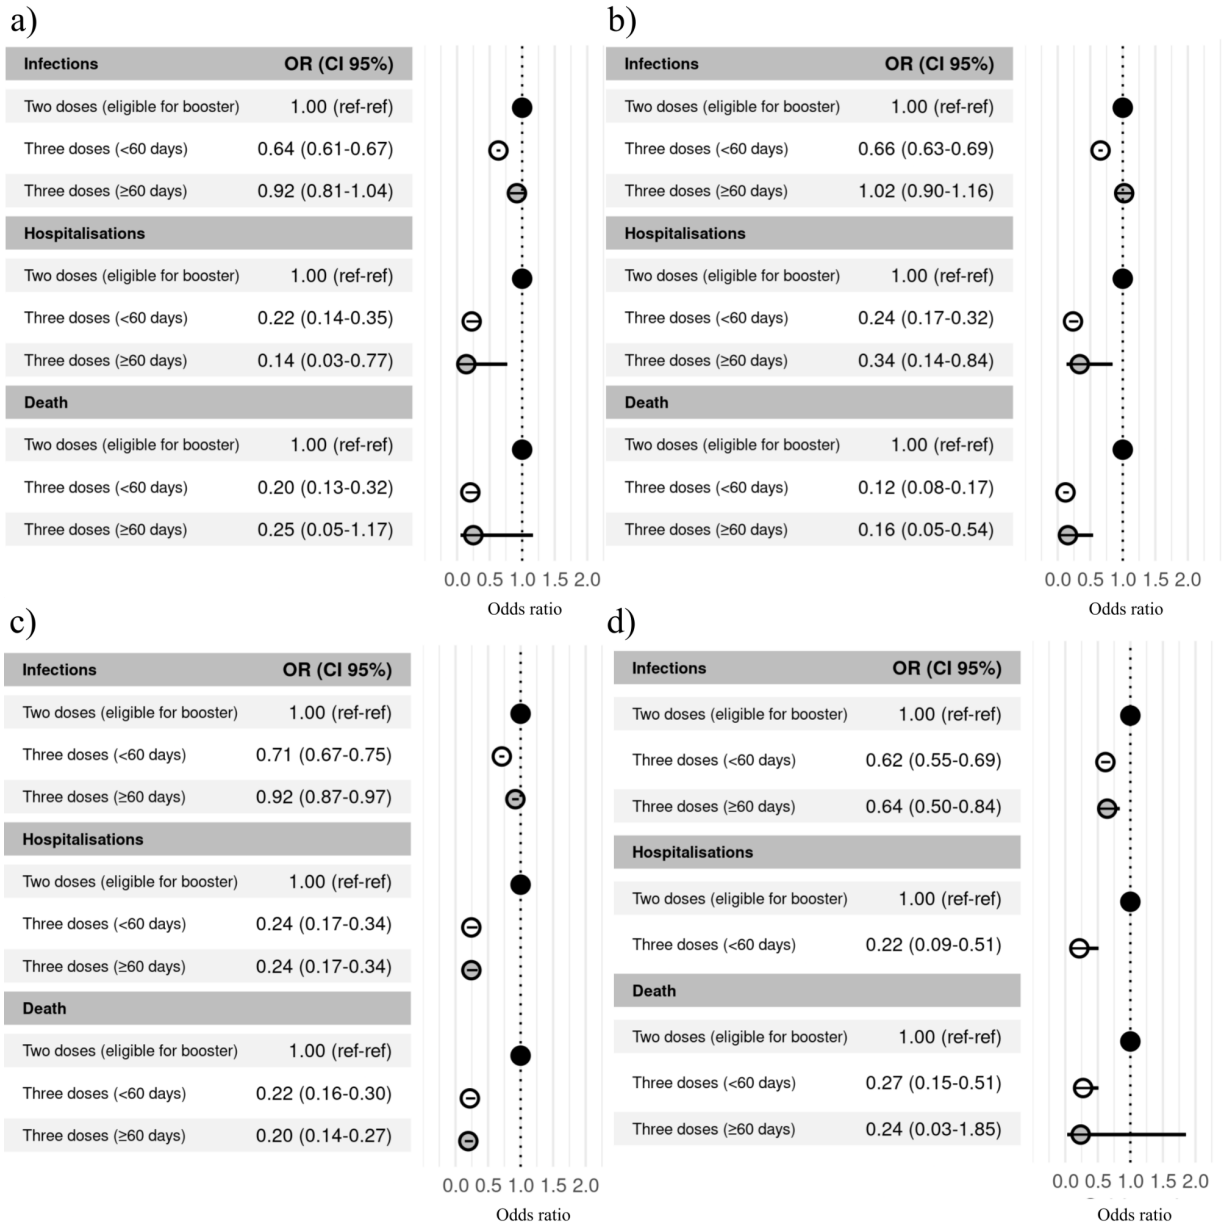 a)
Infections OR (CI 95%)
Two doses (eligible for booster) 1.00 (ref-ref)
Three doses (<60 days) 0.64 (0.61-0.67)
Three doses (≥60 days) 0.92 (0.81-1.04)
Hospitalisations
Two doses (eligible for booster) 1.00 (ref-ref)
Three doses (<60 days) 0.22 (0.14-0.35)
Three doses (≥60 days) 0.14 (0.03-0.77)
Death
Two doses (eligible for booster) 1.00 (ref-ref)
Three doses (<60 days) 0.20 (0.13-0.32)
Three doses (≥60 days) 0.25 (0.05-1.17)
0.0 0.5 1.0 1.5 2.0
Odds ratio
b)
Infections OR (CI 95%)
Two doses (eligible for booster) 1.00 (ref-ref)
Three doses (<60 days) 0.66 (0.63-0.69)
Three doses (≥60 days) 1.02 (0.90-1.16)
Hospitalisations
Two doses (eligible for booster) 1.00 (ref-ref)
Three doses (<60 days) 0.24 (0.17-0.32)
Three doses (≥60 days) 0.34 (0.14-0.84)
Death
Two doses (eligible for booster) 1.00 (ref-ref)
Three doses (<60 days) 0.12 (0.08-0.17)
Three doses (≥60 days) 0.16 (0.05-0.54)
0.0 0.5 1.0 1.5 2.0
Odds ratio
c)
Infections OR (CI 95%)
Two doses (eligible for booster) 1.00 (ref-ref)
Three doses (<60 days) 0.71 (0.67-0.75)
Three doses (≥60 days) 0.92 (0.87-0.97)
Hospitalisations
Two doses (eligible for booster) 1.00 (ref-ref)
Three doses (<60 days) 0.24 (0.17-0.34)
Three doses (≥60 days) 0.24 (0.17-0.34)
Death
Two doses (eligible for booster) 1.00 (ref-ref)
Three doses (<60 days) 0.22 (0.16-0.30)
Three doses (≥60 days) 0.20 (0.14-0.27)
0.0 0.5 1.0 1.5 2.0
Odds ratio
d)
Infections OR (CI 95%)
Two doses (eligible for booster) 1.00 (ref-ref)
Three doses (<60 days) 0.62 (0.55-0.69)
Three doses (≥60 days) 0.64 (0.50-0.84)
Hospitalisations
Two doses (eligible for booster) 1.00 (ref-ref)
Three doses (<60 days) 0.22 (0.09-0.51)
Death
Two doses (eligible for booster) 1.00 (ref-ref)
Three doses (<60 days) 0.27 (0.15-0.51)
Three doses (≥60 days) 0.24 (0.03-1.85)
0.0 0.5 1.0 1.5 2.0
Odds ratio